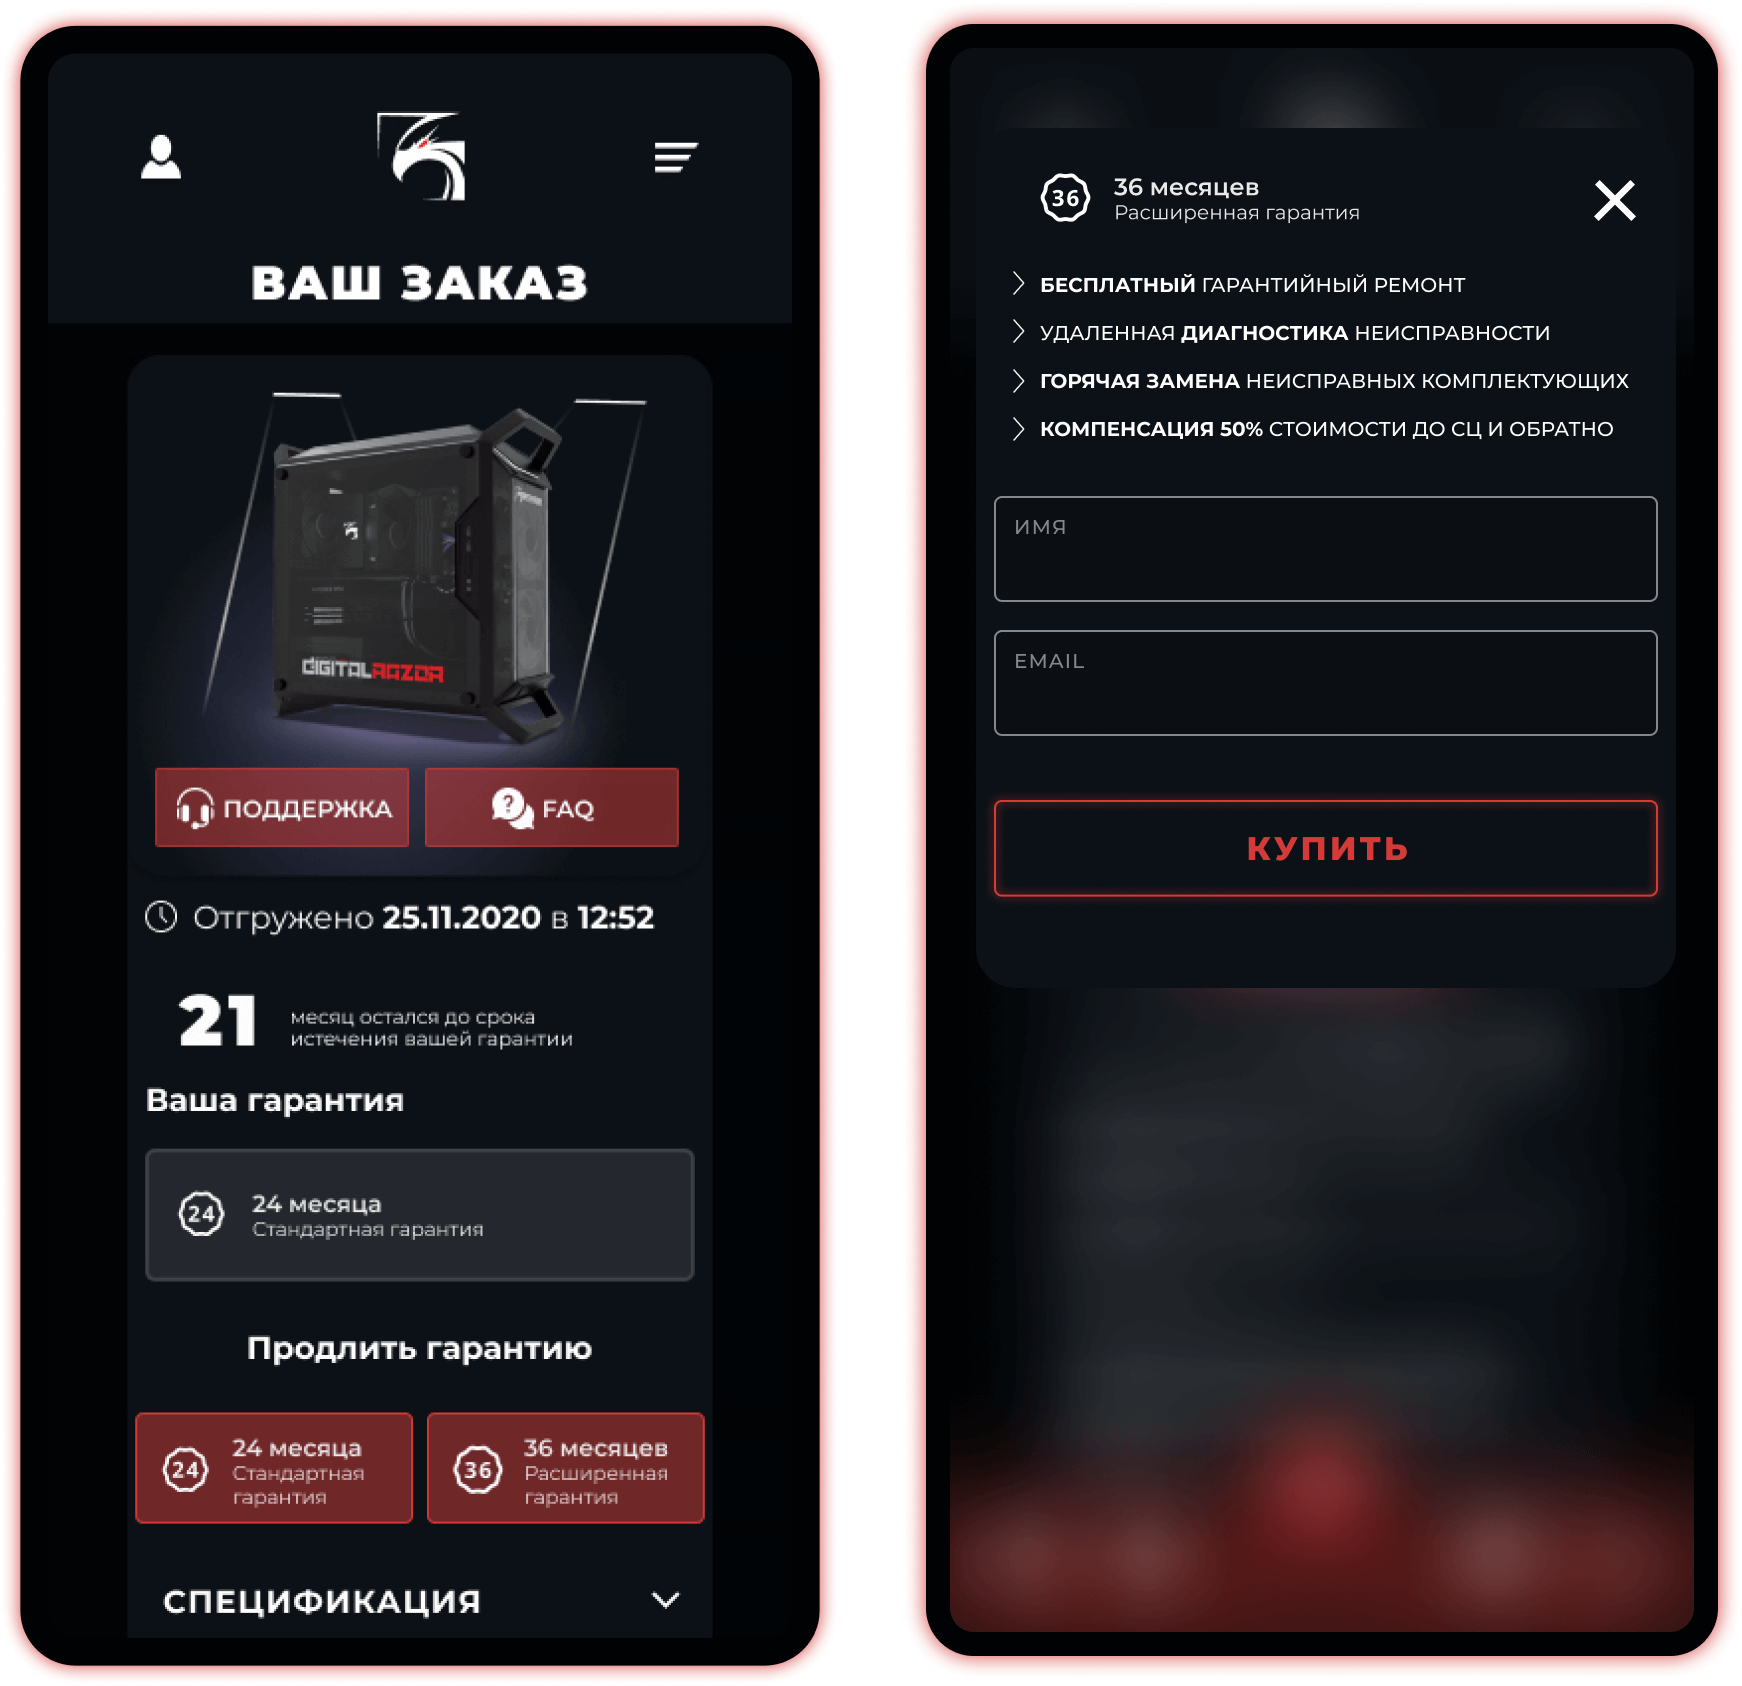 ВАШ ЗАКАЗ
DIGITALRAZOR
ПОДДЕРЖКА
? FAQ
Отгружено 25.11.2020 в 12:52
21
месяц остался до срока
истечения вашей гарантии
Ваша гарантия
24
24 месяца
Стандартная гарантия
Продлить гарантию
24
24 месяца
Стандартная
гарантия
36
36 месяцев
Расширенная
гарантия
СПЕЦИФИКАЦИЯ
36
36 месяцев
Расширенная гарантия
БЕСПЛАТНЫЙ ГАРАНТИЙНЫЙ РЕМОНТ
УДАЛЕННАЯ ДИАГНОСТИКА НЕИСПРАВНОСТИ
ГОРЯЧАЯ ЗАМЕНА НЕИСПРАВНЫХ КОМПЛЕКТУЮЩИХ
КОМПЕНСАЦИЯ 50% СТОИМОСТИ ДО СЦ И ОБРАТНО
ИМЯ
EMAIL
КУПИТЬ